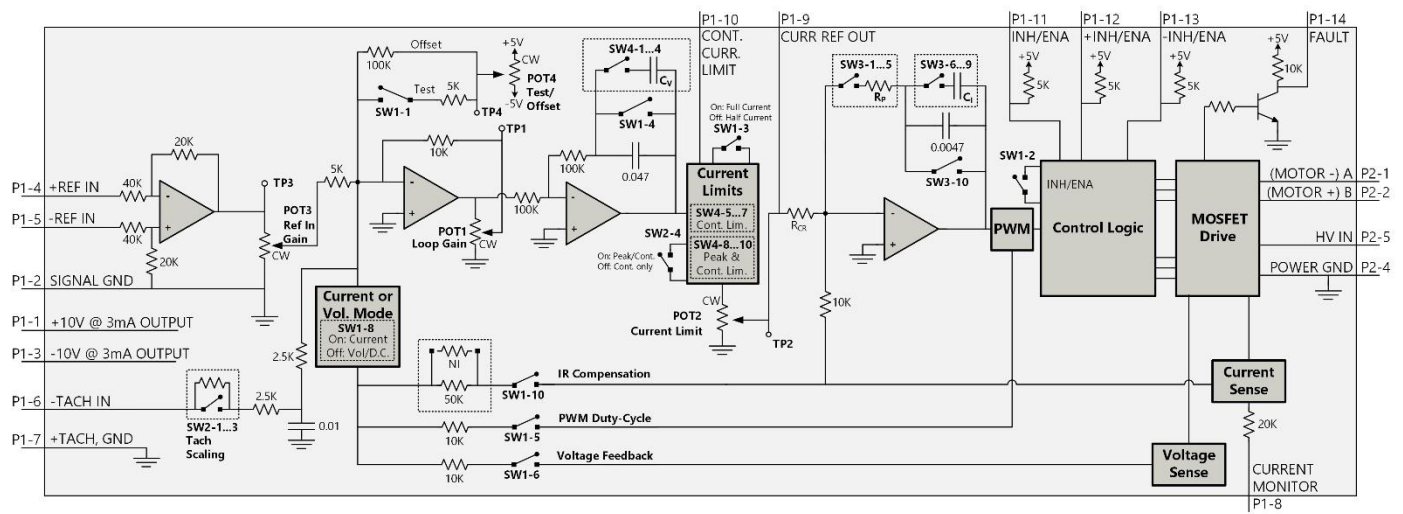 P1-10
CONT.
CURR.
LIMIT
P1-9
CURR REF OUT
P1-11
INH/ENA
P1-12
+INH/ENA
P1-13
-INH/ENA
P1-14
FAULT
Offset
100K
+5V
CW
-5V
POT4
Test/
Offset
Test
5K
SW1-1
TP4
SW4-1...4
CV
SW1-4
100K
0.047
SW3-1...5
RP
SW3-6...9
CI
0.0047
SW3-10
+5V
5K
+5V
5K
+5V
5K
+5V
10K
TP1
10K
On: Full Current
Off: Half Current
SW1-3
20K
P1-4
+REF IN
40K
P1-5
-REF IN
40K
20K
TP3
POT3
Ref In
Gain
CW
5K
POT1
Loop Gain
CW
100K
Current
Limits
SW4-5...7
Cont. Lim.
SW4-8...10
Peak &
Cont. Lim.
SW2-4
On: Peak/Cont.
Off: Cont. only
CW
POT2
Current Limit
TP2
RCR
10K
SW1-2
PWM
INH/ENA
Control Logic
MOSFET
Drive
(MOTOR -) A
P2-1
(MOTOR +) B
P2-2
HV IN
P2-5
POWER GND
P2-4
P1-2
SIGNAL GND
P1-1
+10V @ 3mA OUTPUT
P1-3
-10V @ 3mA OUTPUT
Current or
Vol. Mode
SW1-8
On: Current
Off: Vol/D.C.
2.5K
P1-6
-TACH IN
SW2-1...3
Tach
Scaling
2.5K
0.01
P1-7
+TACH, GND
NI
50K
SW1-10
IR Compensation
10K
SW1-5
PWM Duty-Cycle
10K
SW1-6
Voltage Feedback
Current
Sense
20K
Voltage
Sense
CURRENT
MONITOR
P1-8